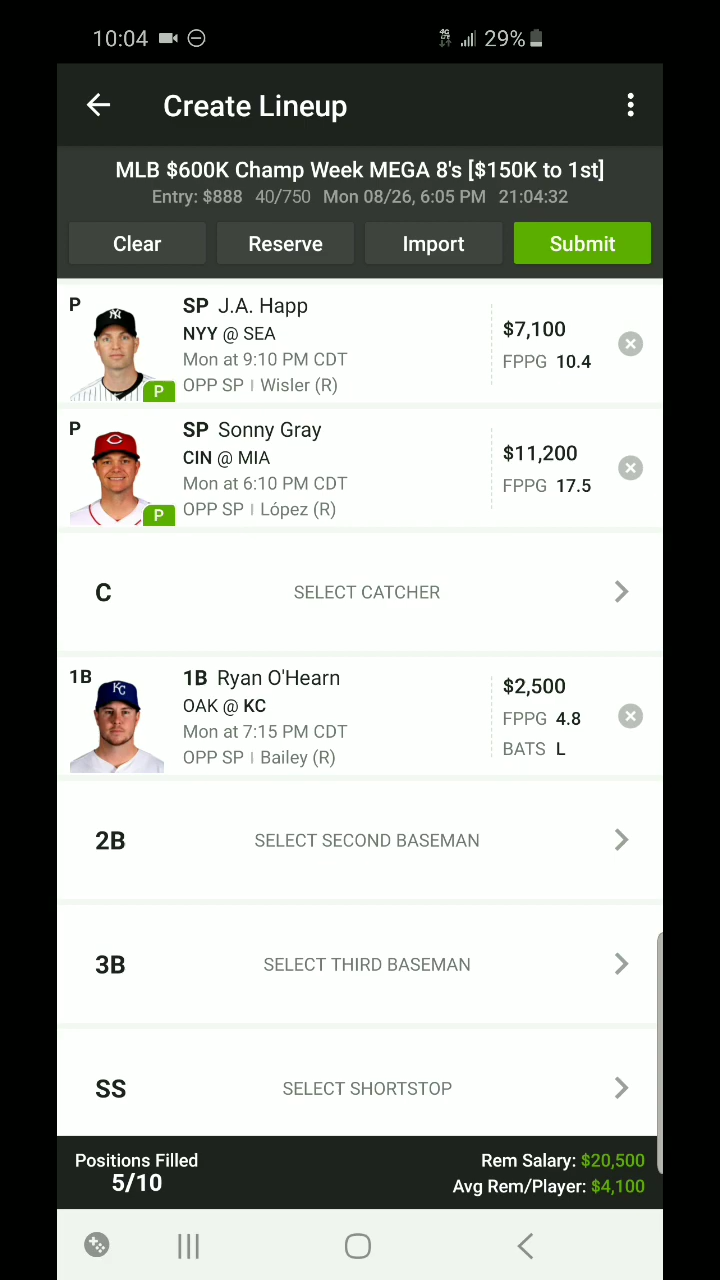 10:04 4G LTE 29%
Create Lineup
MLB $600K Champ Week MEGA 8's [$150K to 1st]
Entry: $888 40/750 Mon 08/26, 6:05 PM 21:04:32
Clear Reserve Import Submit
P SP J.A. Happ
NYY @ SEA
$7,100
Mon at 9:10 PM CDT
FPPG 10.4
OPP SP | Wisler (R)
P
P SP Sonny Gray
CIN @ MIA
$11,200
Mon at 6:10 PM CDT
FPPG 17.5
OPP SP | López (R)
P
C SELECT CATCHER
1B 1B Ryan O'Hearn
$2,500
OAK @ KC
FPPG 4.8
Mon at 7:15 PM CDT
BATS L
OPP SP | Bailey (R)
2B SELECT SECOND BASEMAN
3B SELECT THIRD BASEMAN
SS SELECT SHORTSTOP
Positions Filled Rem Salary: $20,500
5/10 Avg Rem/Player: $4,100